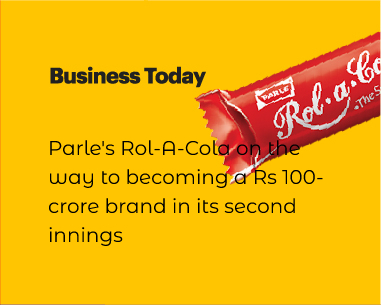 Business Today
PARLE
Rol·a·Co
The S
Parle's Rol-A-Cola on the
way to becoming a Rs 100-
crore brand in its second
innings